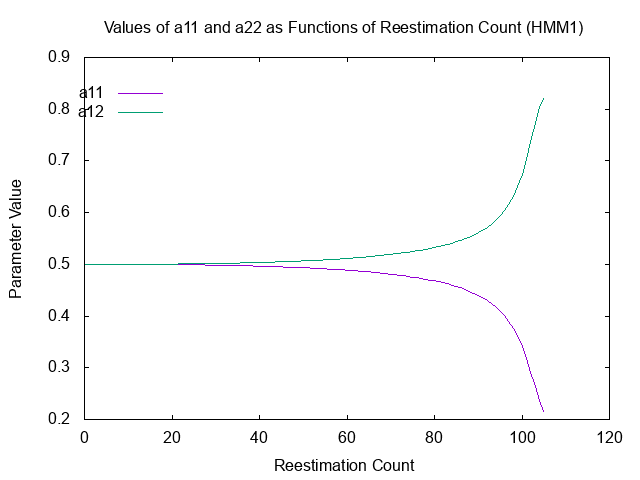 Values of a11 and a22 as Functions of Reestimation Count (HMM1)
0.9
a11
a12
0.8
0.7
0.6
0.5
0.4
0.3
0.2
Parameter Value
0 20 40 60 80 100 120
Reestimation Count